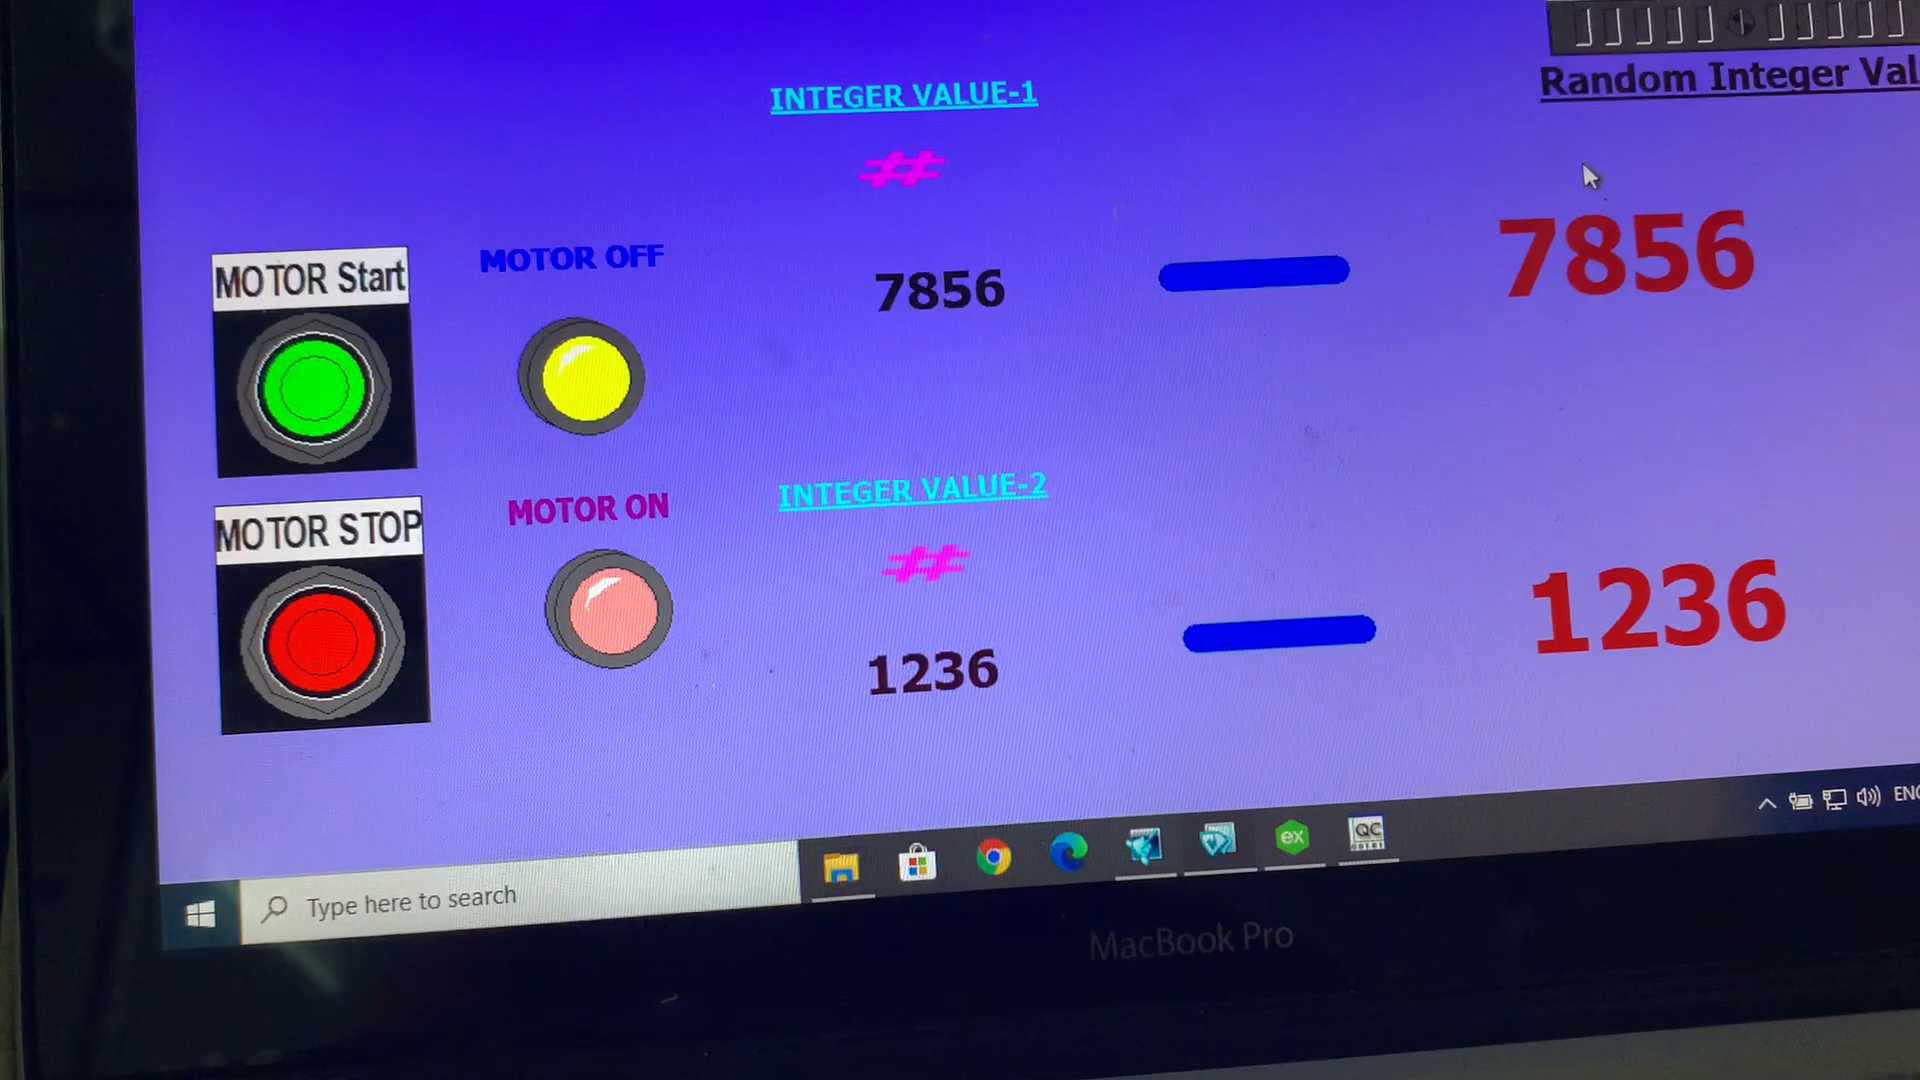 INTEGER VALUE-1
Random Integer Val
##
MOTOR Start
MOTOR OFF
7856
7856
MOTOR STOP
MOTOR ON
INTEGER VALUE-2
##
1236
1236
Type here to search
ex
QC
ENG
MacBook Pro